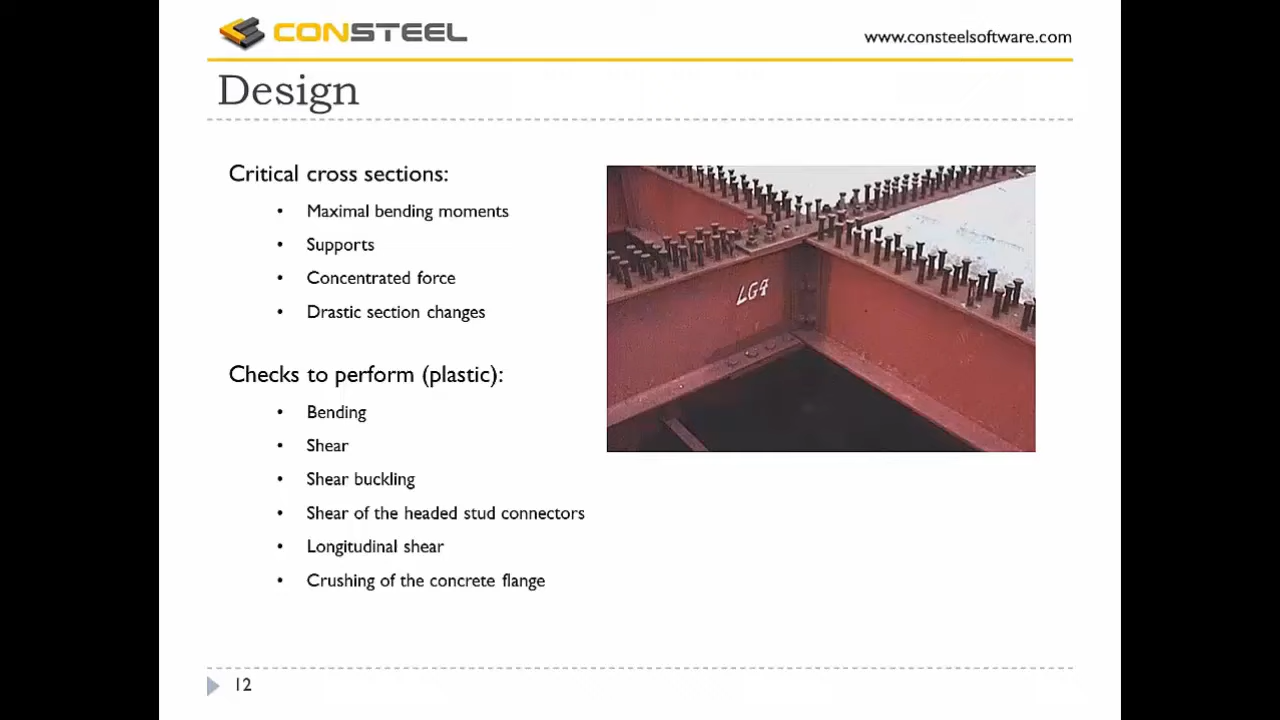 CONSTEEL
www.consteelsoftware.com
Design
Critical cross sections:
• Maximal bending moments
• Supports
• Concentrated force
• Drastic section changes
LG4
Checks to perform (plastic):
• Bending
• Shear
• Shear buckling
• Shear of the headed stud connectors
• Longitudinal shear
• Crushing of the concrete flange
12